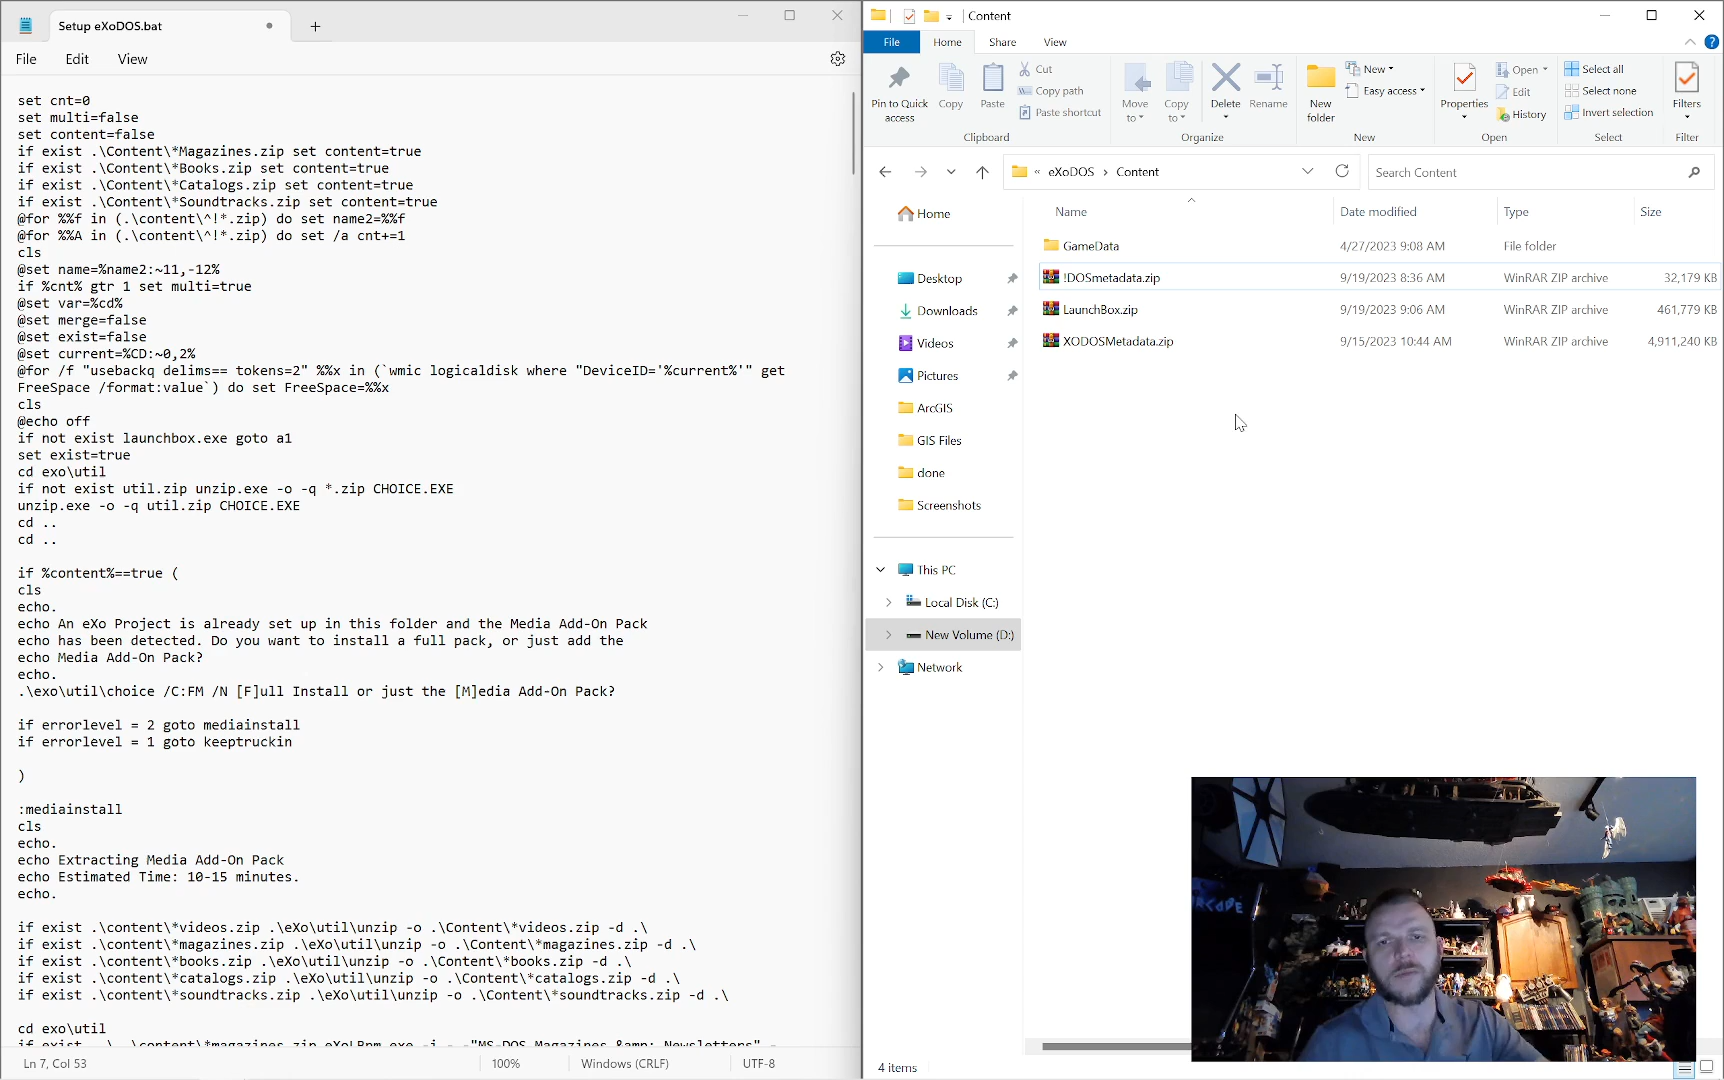 Setup eXoDOS.bat
File Edit View
set cnt=0
set multi=false
set content=false
if exist .\Content\*Magazines.zip set content=true
if exist .\Content\*Books.zip set content=true
if exist .\Content\*Catalogs.zip set content=true
if exist .\Content\*Soundtracks.zip set content=true
@for %%f in (.\content\^!*.zip) do set name2=%%f
@for %%A in (.\content\^!*.zip) do set /a cnt+=1
cls
@set name=%name2:~11,-12%
if %cnt% gtr 1 set multi=true
@set var=%cd%
@set merge=false
@set exist=false
@set current=%CD:~0,2%
@for /f "usebackq delims== tokens=2" %%x in (`wmic logicaldisk where "DeviceID='%current%'" get
FreeSpace /format:value`) do set FreeSpace=%%x
cls
@echo off
if not exist launchbox.exe goto a1
set exist=true
cd exo\util
if not exist util.zip unzip.exe -o -q *.zip CHOICE.EXE
unzip.exe -o -q util.zip CHOICE.EXE
cd ..
cd ..
if %content%==true (
cls
echo.
echo An eXo Project is already set up in this folder and the Media Add-On Pack
echo has been detected. Do you want to install a full pack, or just add the
echo Media Add-On Pack?
echo.
.\exo\util\choice /C:FM /N [F]ull Install or just the [M]edia Add-On Pack?
if errorlevel = 2 goto mediainstall
if errorlevel = 1 goto keeptruckin
)
:mediainstall
cls
echo.
echo Extracting Media Add-On Pack
echo Estimated Time: 10-15 minutes.
echo.
if exist .\content\*videos.zip .\eXo\util\unzip -o .\Content\*videos.zip -d .\
if exist .\content\*magazines.zip .\eXo\util\unzip -o .\Content\*magazines.zip -d .\
if exist .\content\*books.zip .\eXo\util\unzip -o .\Content\*books.zip -d .\
if exist .\content\*catalogs.zip .\eXo\util\unzip -o .\Content\*catalogs.zip -d .\
if exist .\content\*soundtracks.zip .\eXo\util\unzip -o .\Content\*soundtracks.zip -d .\
cd exo\util
Ln 7, Col 53 100% Windows (CRLF) UTF-8
Content
File Home Share View
Pin to Quick access
Copy
Paste
Cut
Copy path
Paste shortcut
Clipboard
Move to
Copy to
Delete
Rename
Organize
New folder
New
Easy access
New
Properties
Open
Edit
History
Open
Select all
Select none
Invert selection
Select
Filters
Filter
« eXoDOS › Content
Search Content
Name Date modified Type Size
GameData 4/27/2023 9:08 AM File folder
!DOSmetadata.zip 9/19/2023 8:36 AM WinRAR ZIP archive 32,179 KB
LaunchBox.zip 9/19/2023 9:06 AM WinRAR ZIP archive 461,779 KB
XODOSMetadata.zip 9/15/2023 10:44 AM WinRAR ZIP archive 4,911,240 KB
Home
Desktop
Downloads
Videos
Pictures
ArcGIS
GIS Files
done
Screenshots
This PC
Local Disk (C:)
New Volume (D:)
Network
4 items